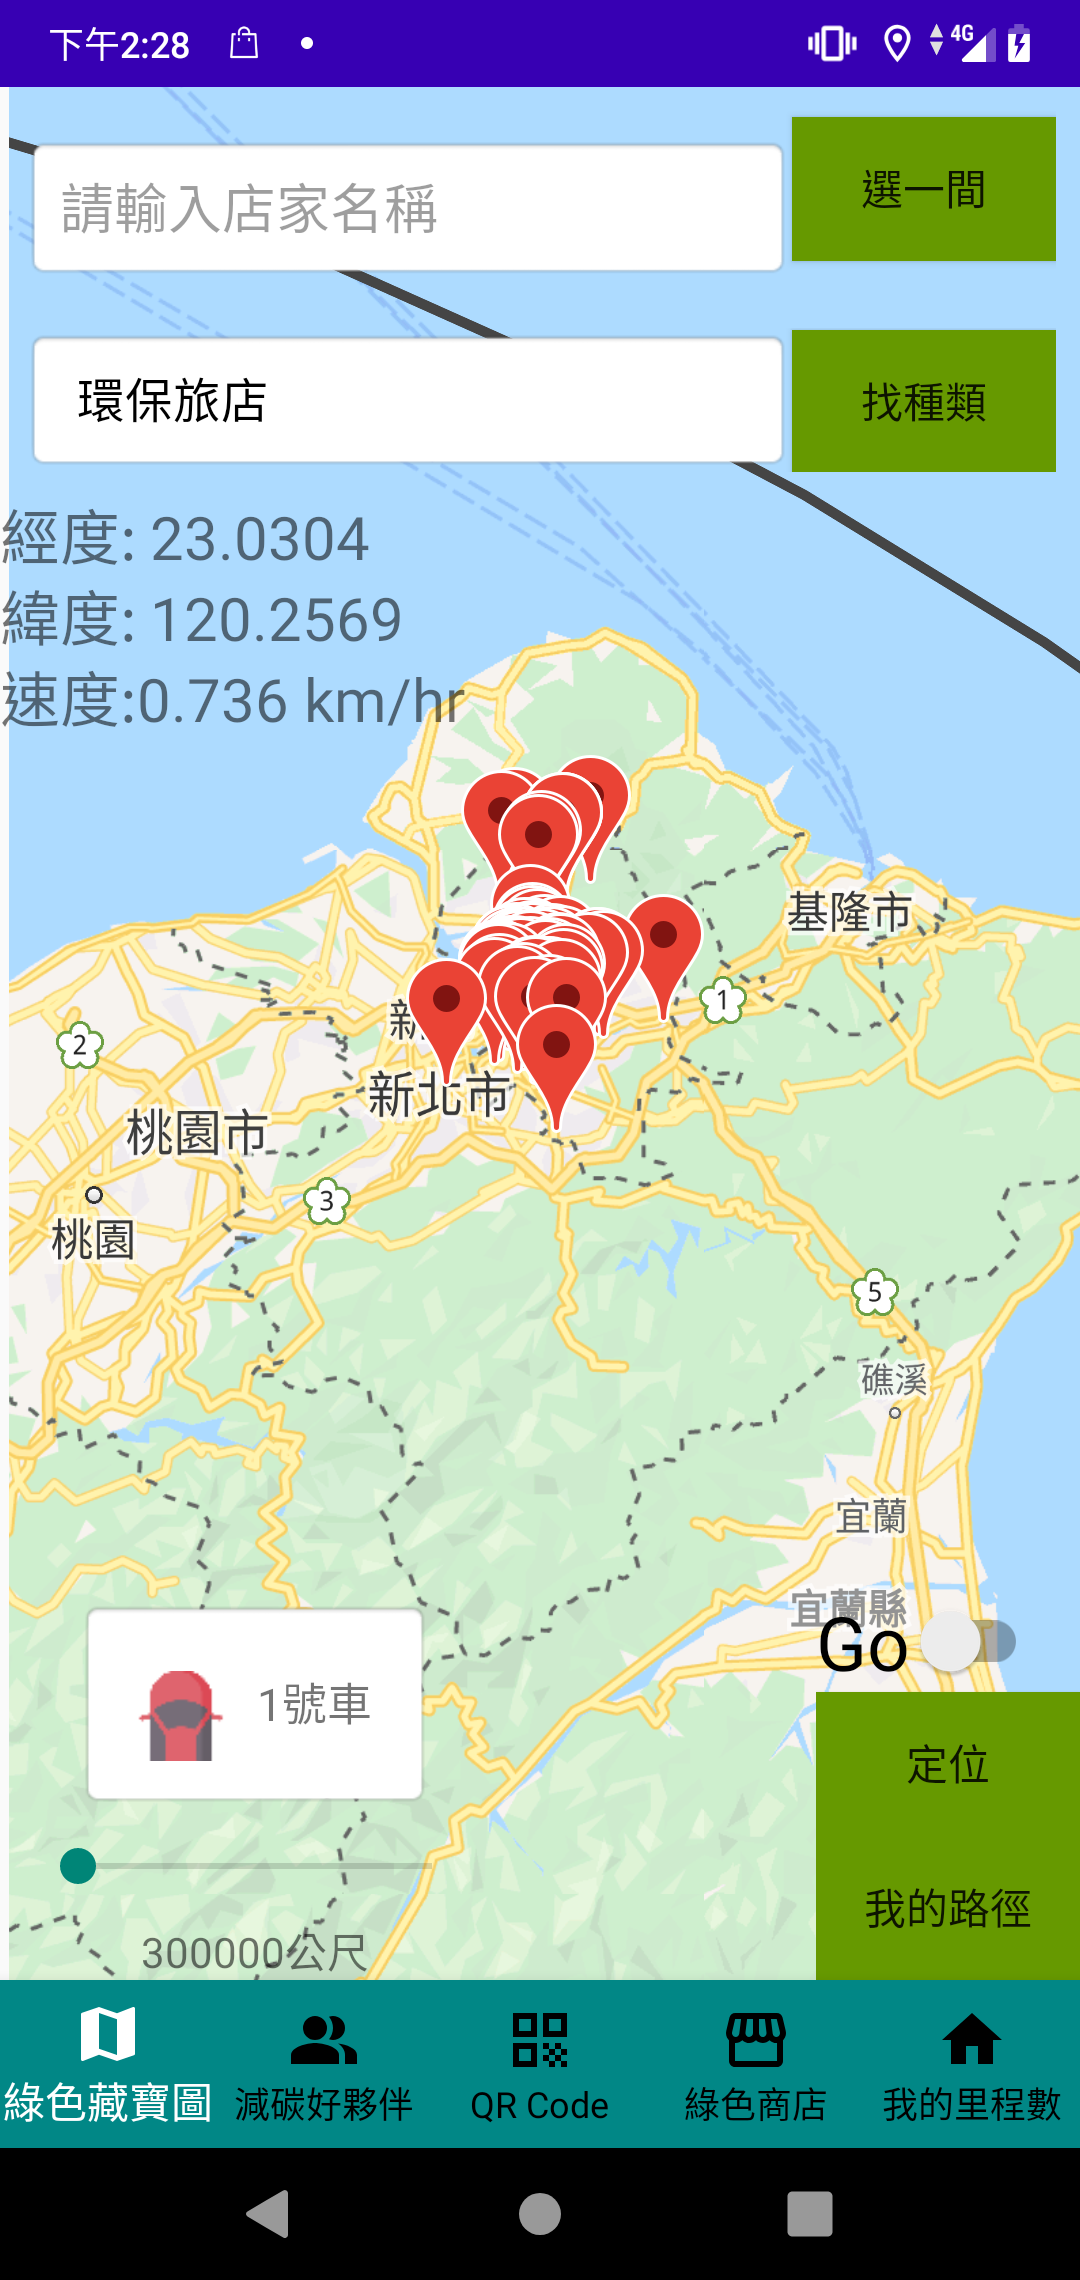 下午2:28
4G
請輸入店家名稱
選一間
環保旅店
找種類
經度: 23.0304
緯度: 120.2569
速度:0.736 km/hr
基隆市
1
新
2
新北市
桃園市
3
桃園
5
礁溪
宜蘭
宜蘭縣
Go
1號車
定位
我的路徑
300000公尺
綠色藏寶圖
減碳好夥伴
QR Code
綠色商店
我的里程數